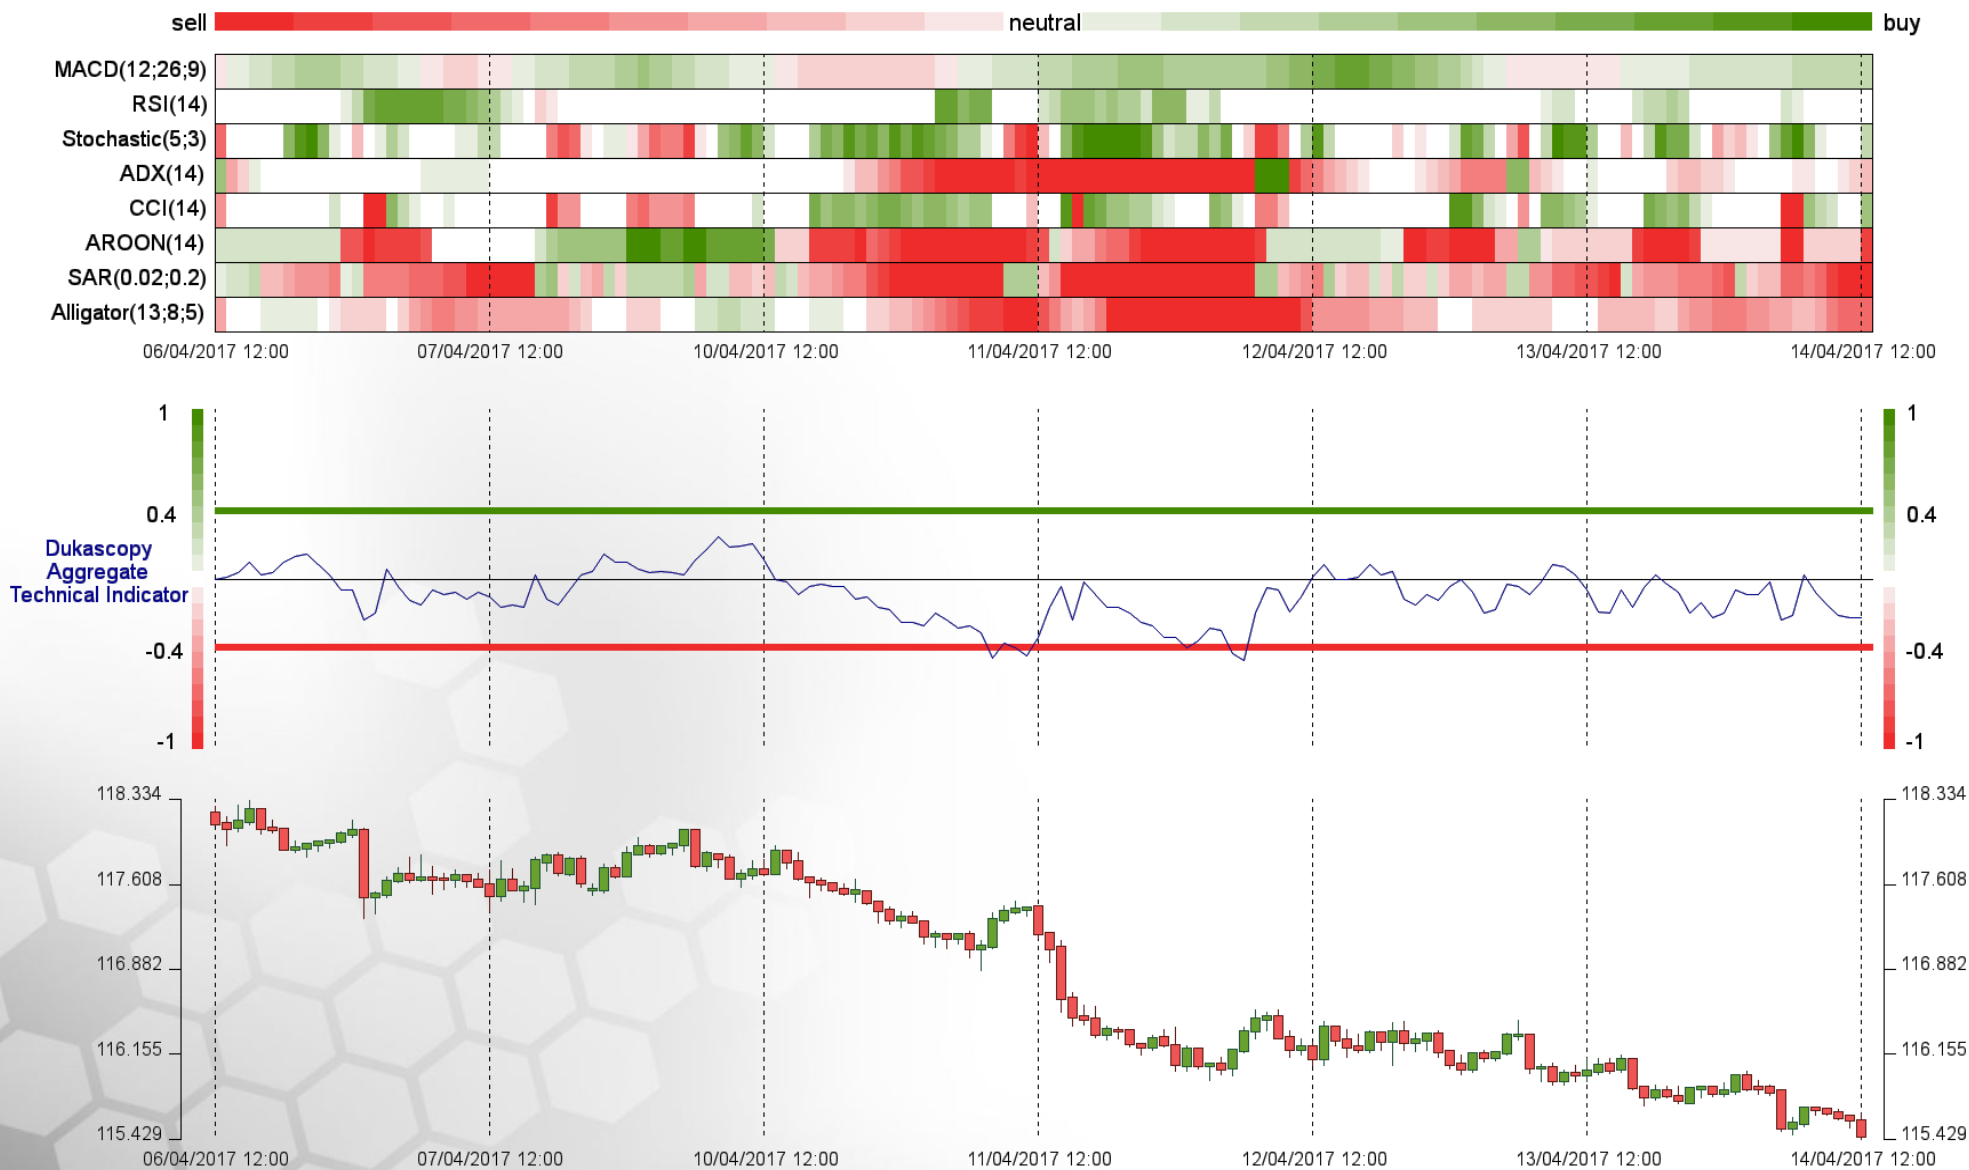 sell neutral buy
MACD(12;26;9)
RSI(14)
Stochastic(5;3)
ADX(14)
CCI(14)
AROON(14)
SAR(0.02;0.2)
Alligator(13;8;5)
06/04/2017 12:00 07/04/2017 12:00 10/04/2017 12:00 11/04/2017 12:00 12/04/2017 12:00 13/04/2017 12:00 14/04/2017 12:00
1 1
0.4 0.4
Dukascopy
Aggregate
Technical Indicator
-0.4 -0.4
-1 -1
118.334 118.334
117.608 117.608
116.882 116.882
116.155 116.155
115.429 115.429
06/04/2017 12:00 07/04/2017 12:00 10/04/2017 12:00 11/04/2017 12:00 12/04/2017 12:00 13/04/2017 12:00 14/04/2017 12:00